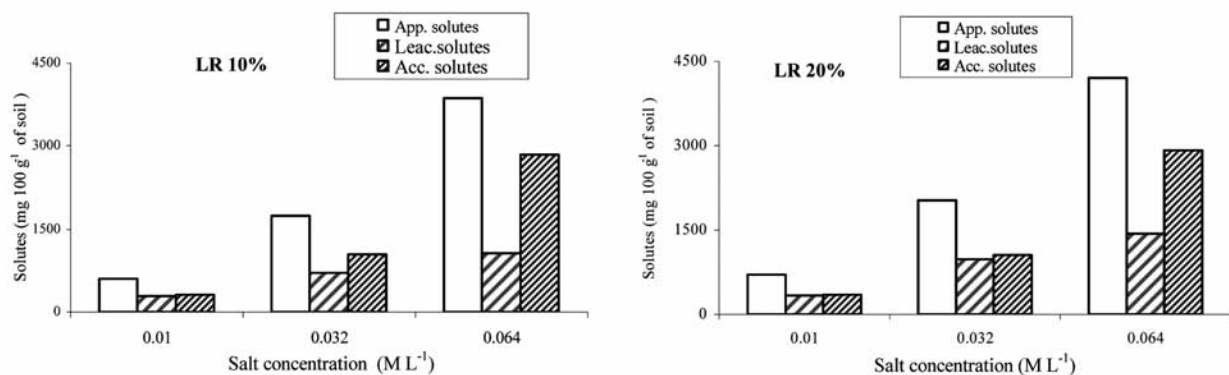 App. solutes
Leac.solutes
Acc. solutes
LR 10%
Solutes (mg 100 g⁻¹ of soil )
4500
3000
1500
0
0.01 0.032 0.064
Salt concentration (M L⁻¹)
App. solutes
Leac.solutes
Acc. solutes
LR 20%
Solutes (mg 100 g⁻¹ of soil )
4500
3000
1500
0
0.01 0.032 0.064
Salt concentration (M L⁻¹)